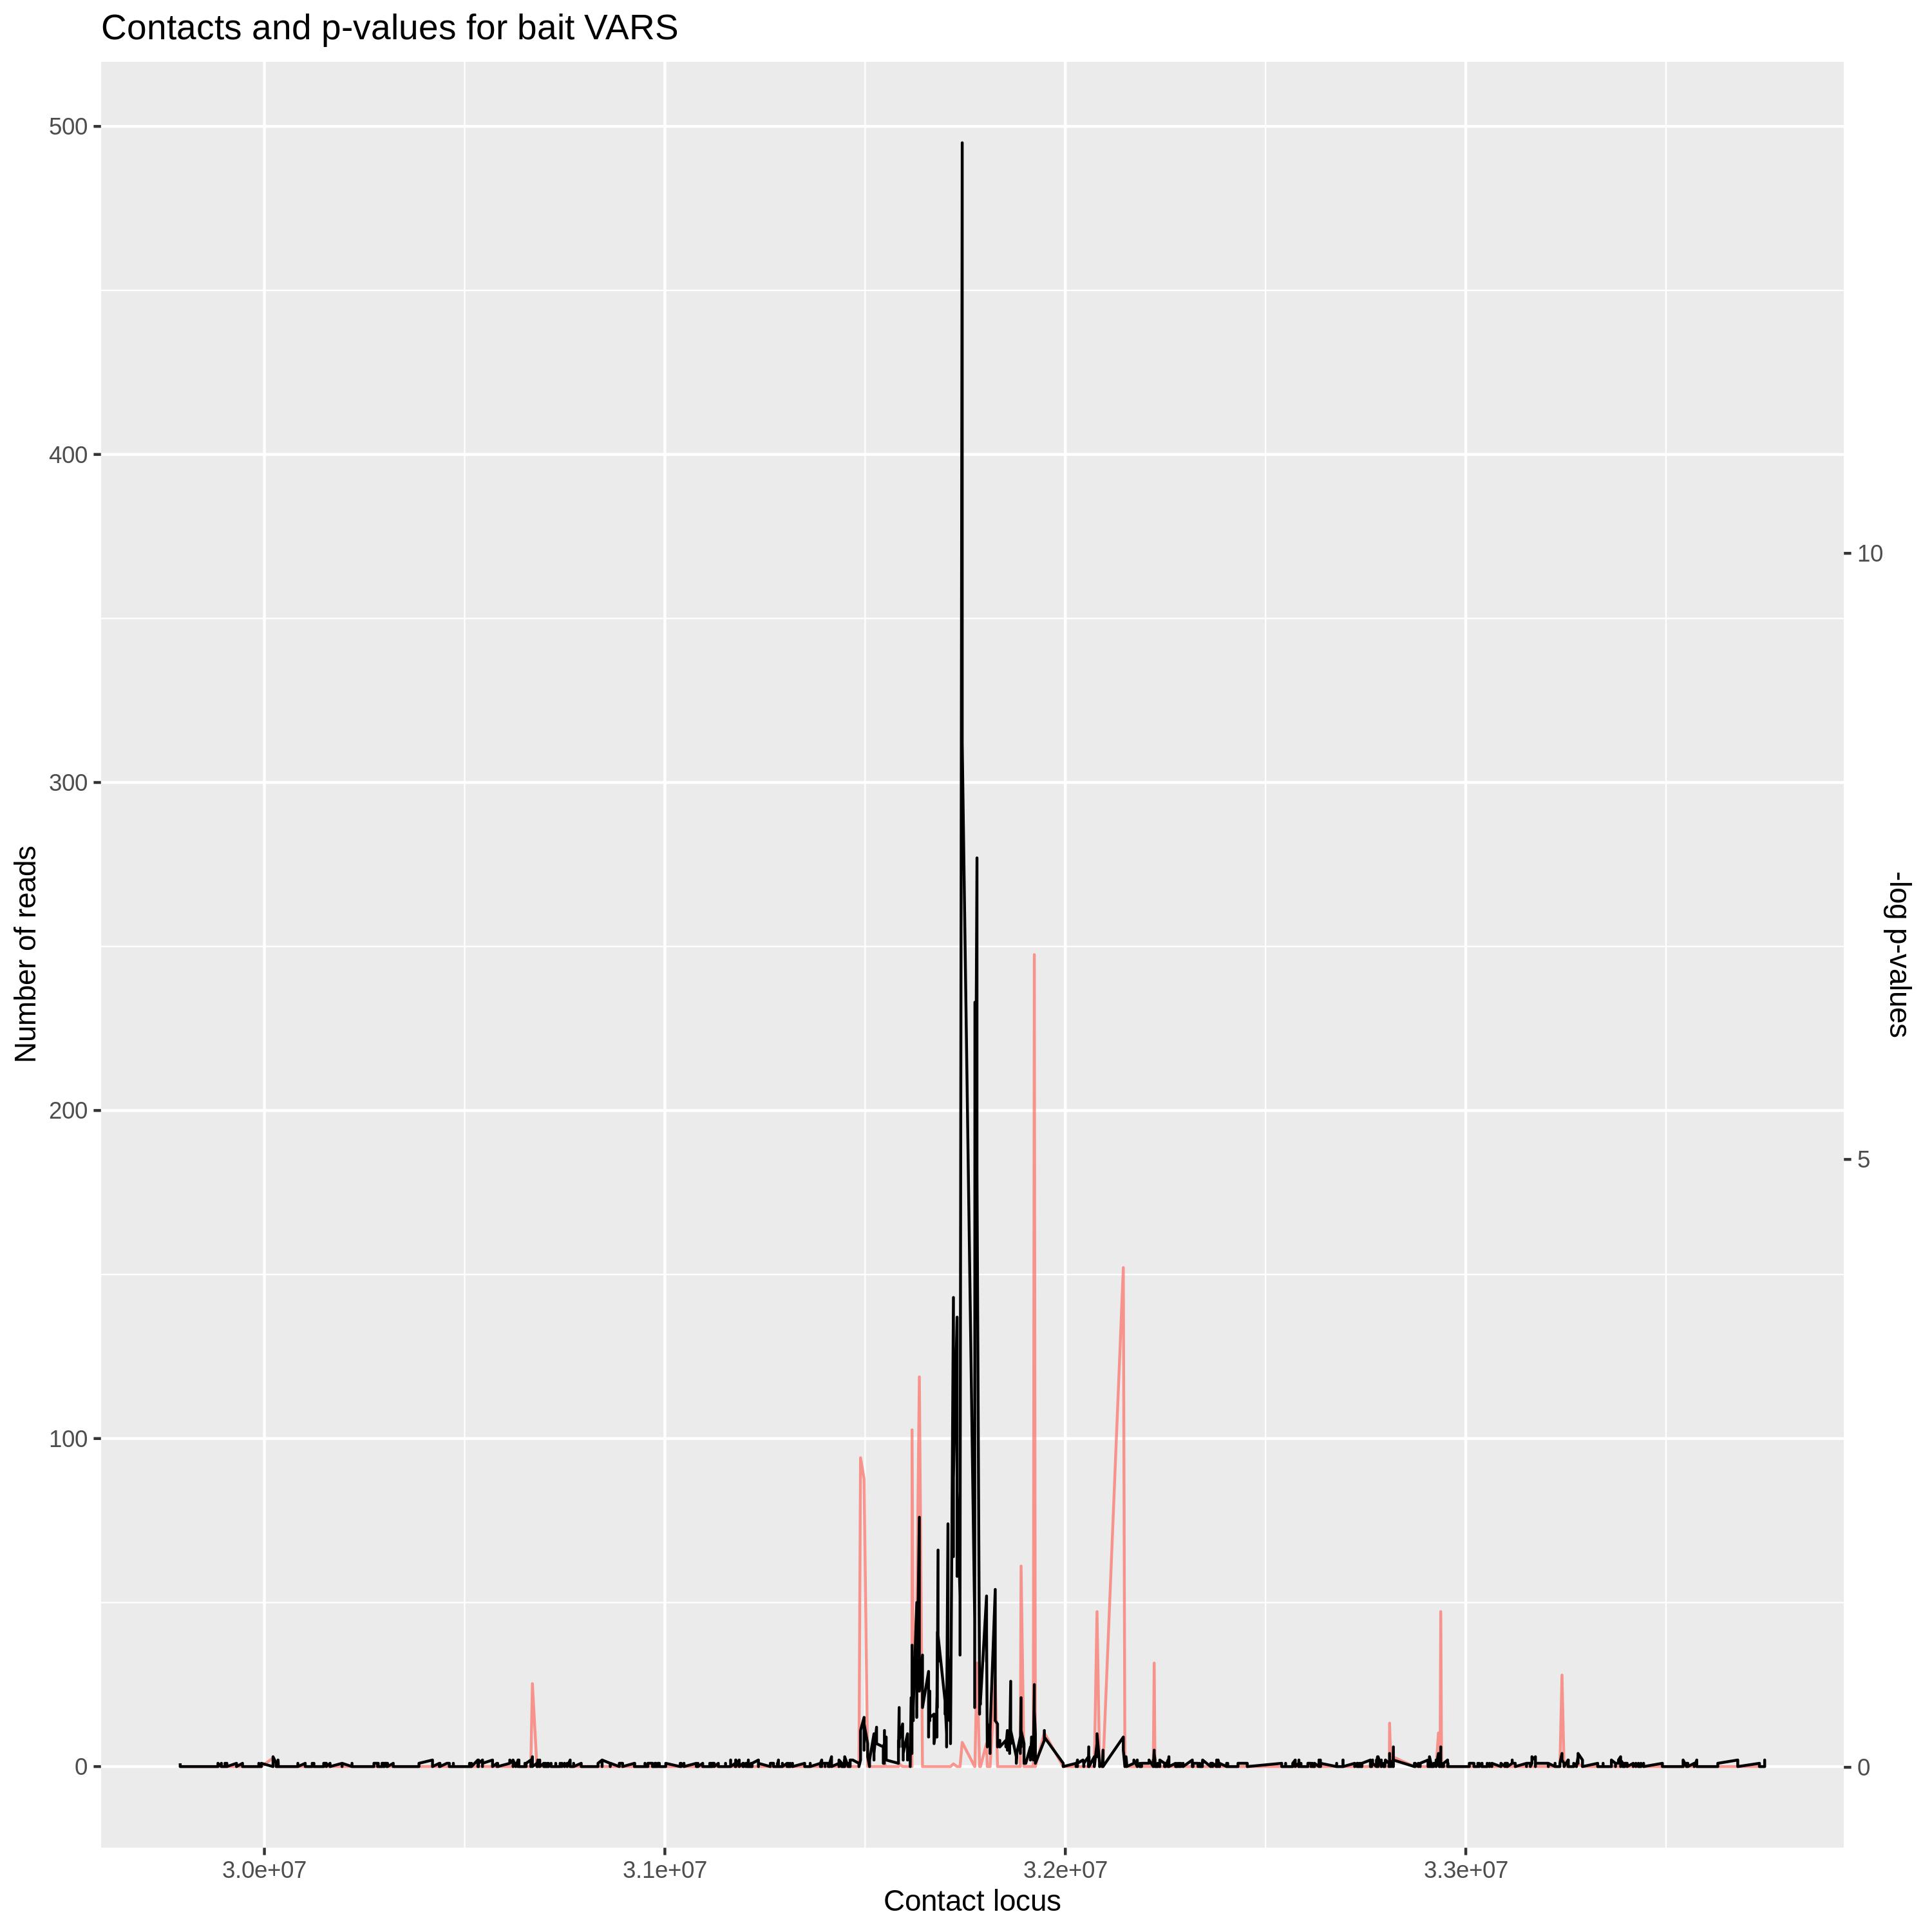 Contacts and p-values for bait VARS
500
400
300
200
100
0
Number of reads
10
5
0
-log p-values
3.0e+07
3.1e+07
3.2e+07
3.3e+07
Contact locus